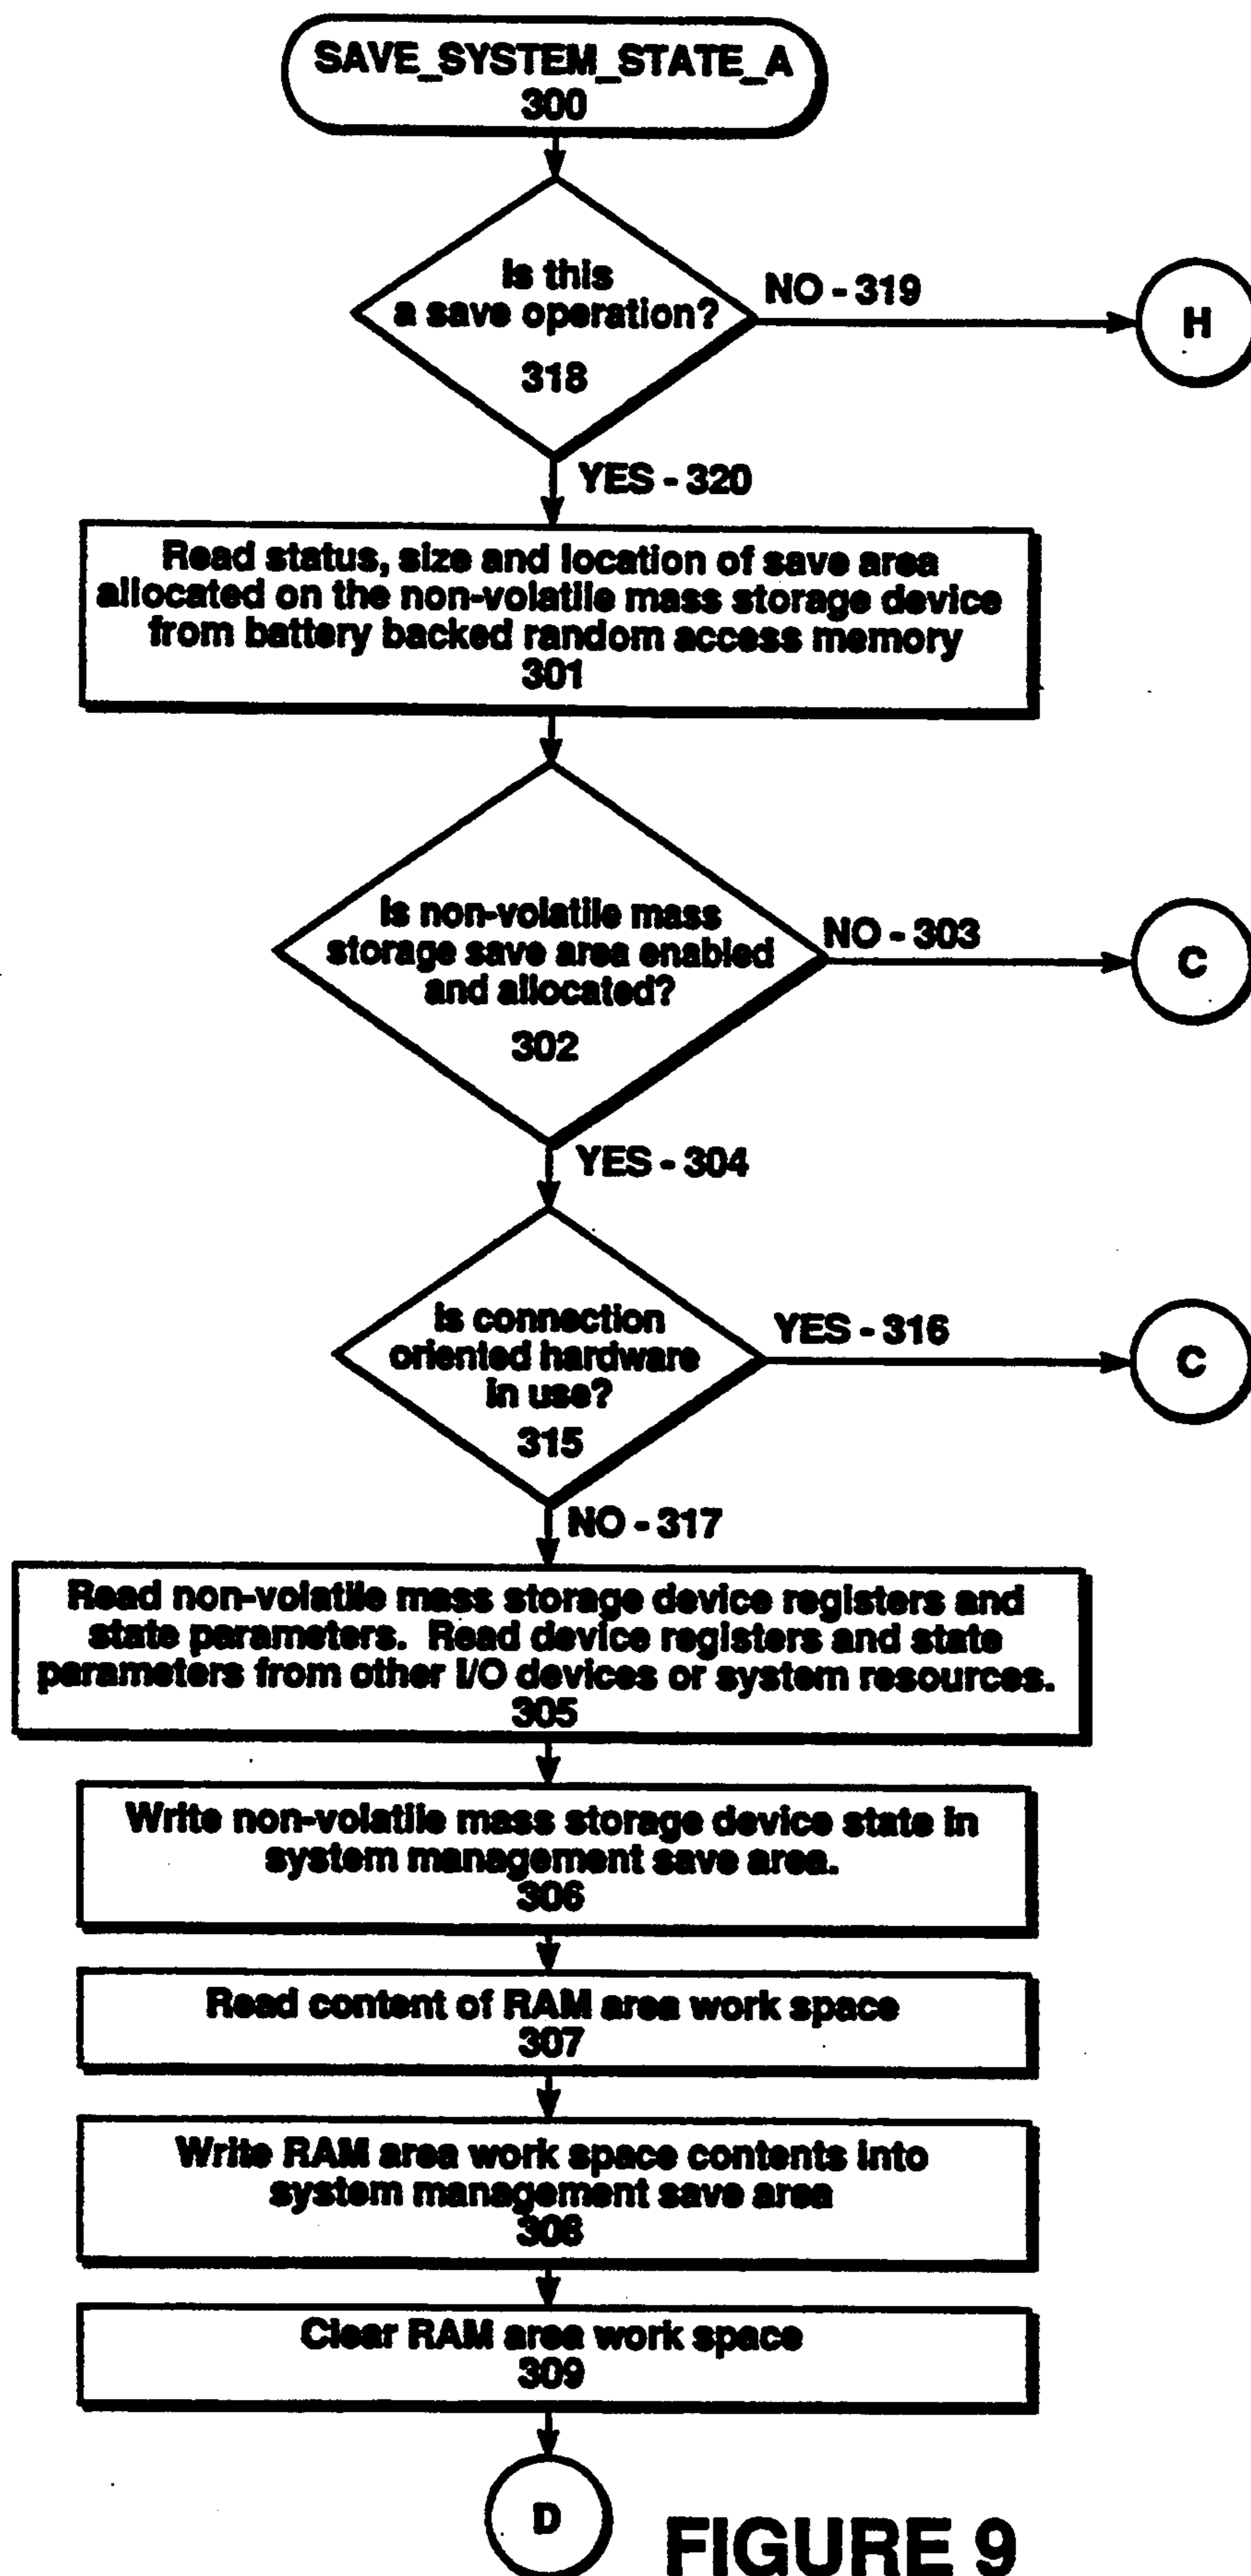 SAVE_SYSTEM_STATE_A
300
Is this
a save operation?
318
NO - 319
H
YES - 320
Read status, size and location of save area
allocated on the non-volatile mass storage device
from battery backed random access memory
301
Is non-volatile mass
storage save area enabled
and allocated?
302
NO - 303
C
YES - 304
Is connection
oriented hardware
in use?
315
YES - 316
C
NO - 317
Read non-volatile mass storage device registers and
state parameters. Read device registers and state
parameters from other I/O devices or system resources.
305
Write non-volatile mass storage device state in
system management save area.
306
Read content of RAM area work space
307
Write RAM area work space contents into
system management save area
308
Clear RAM area work space
309
D
FIGURE 9